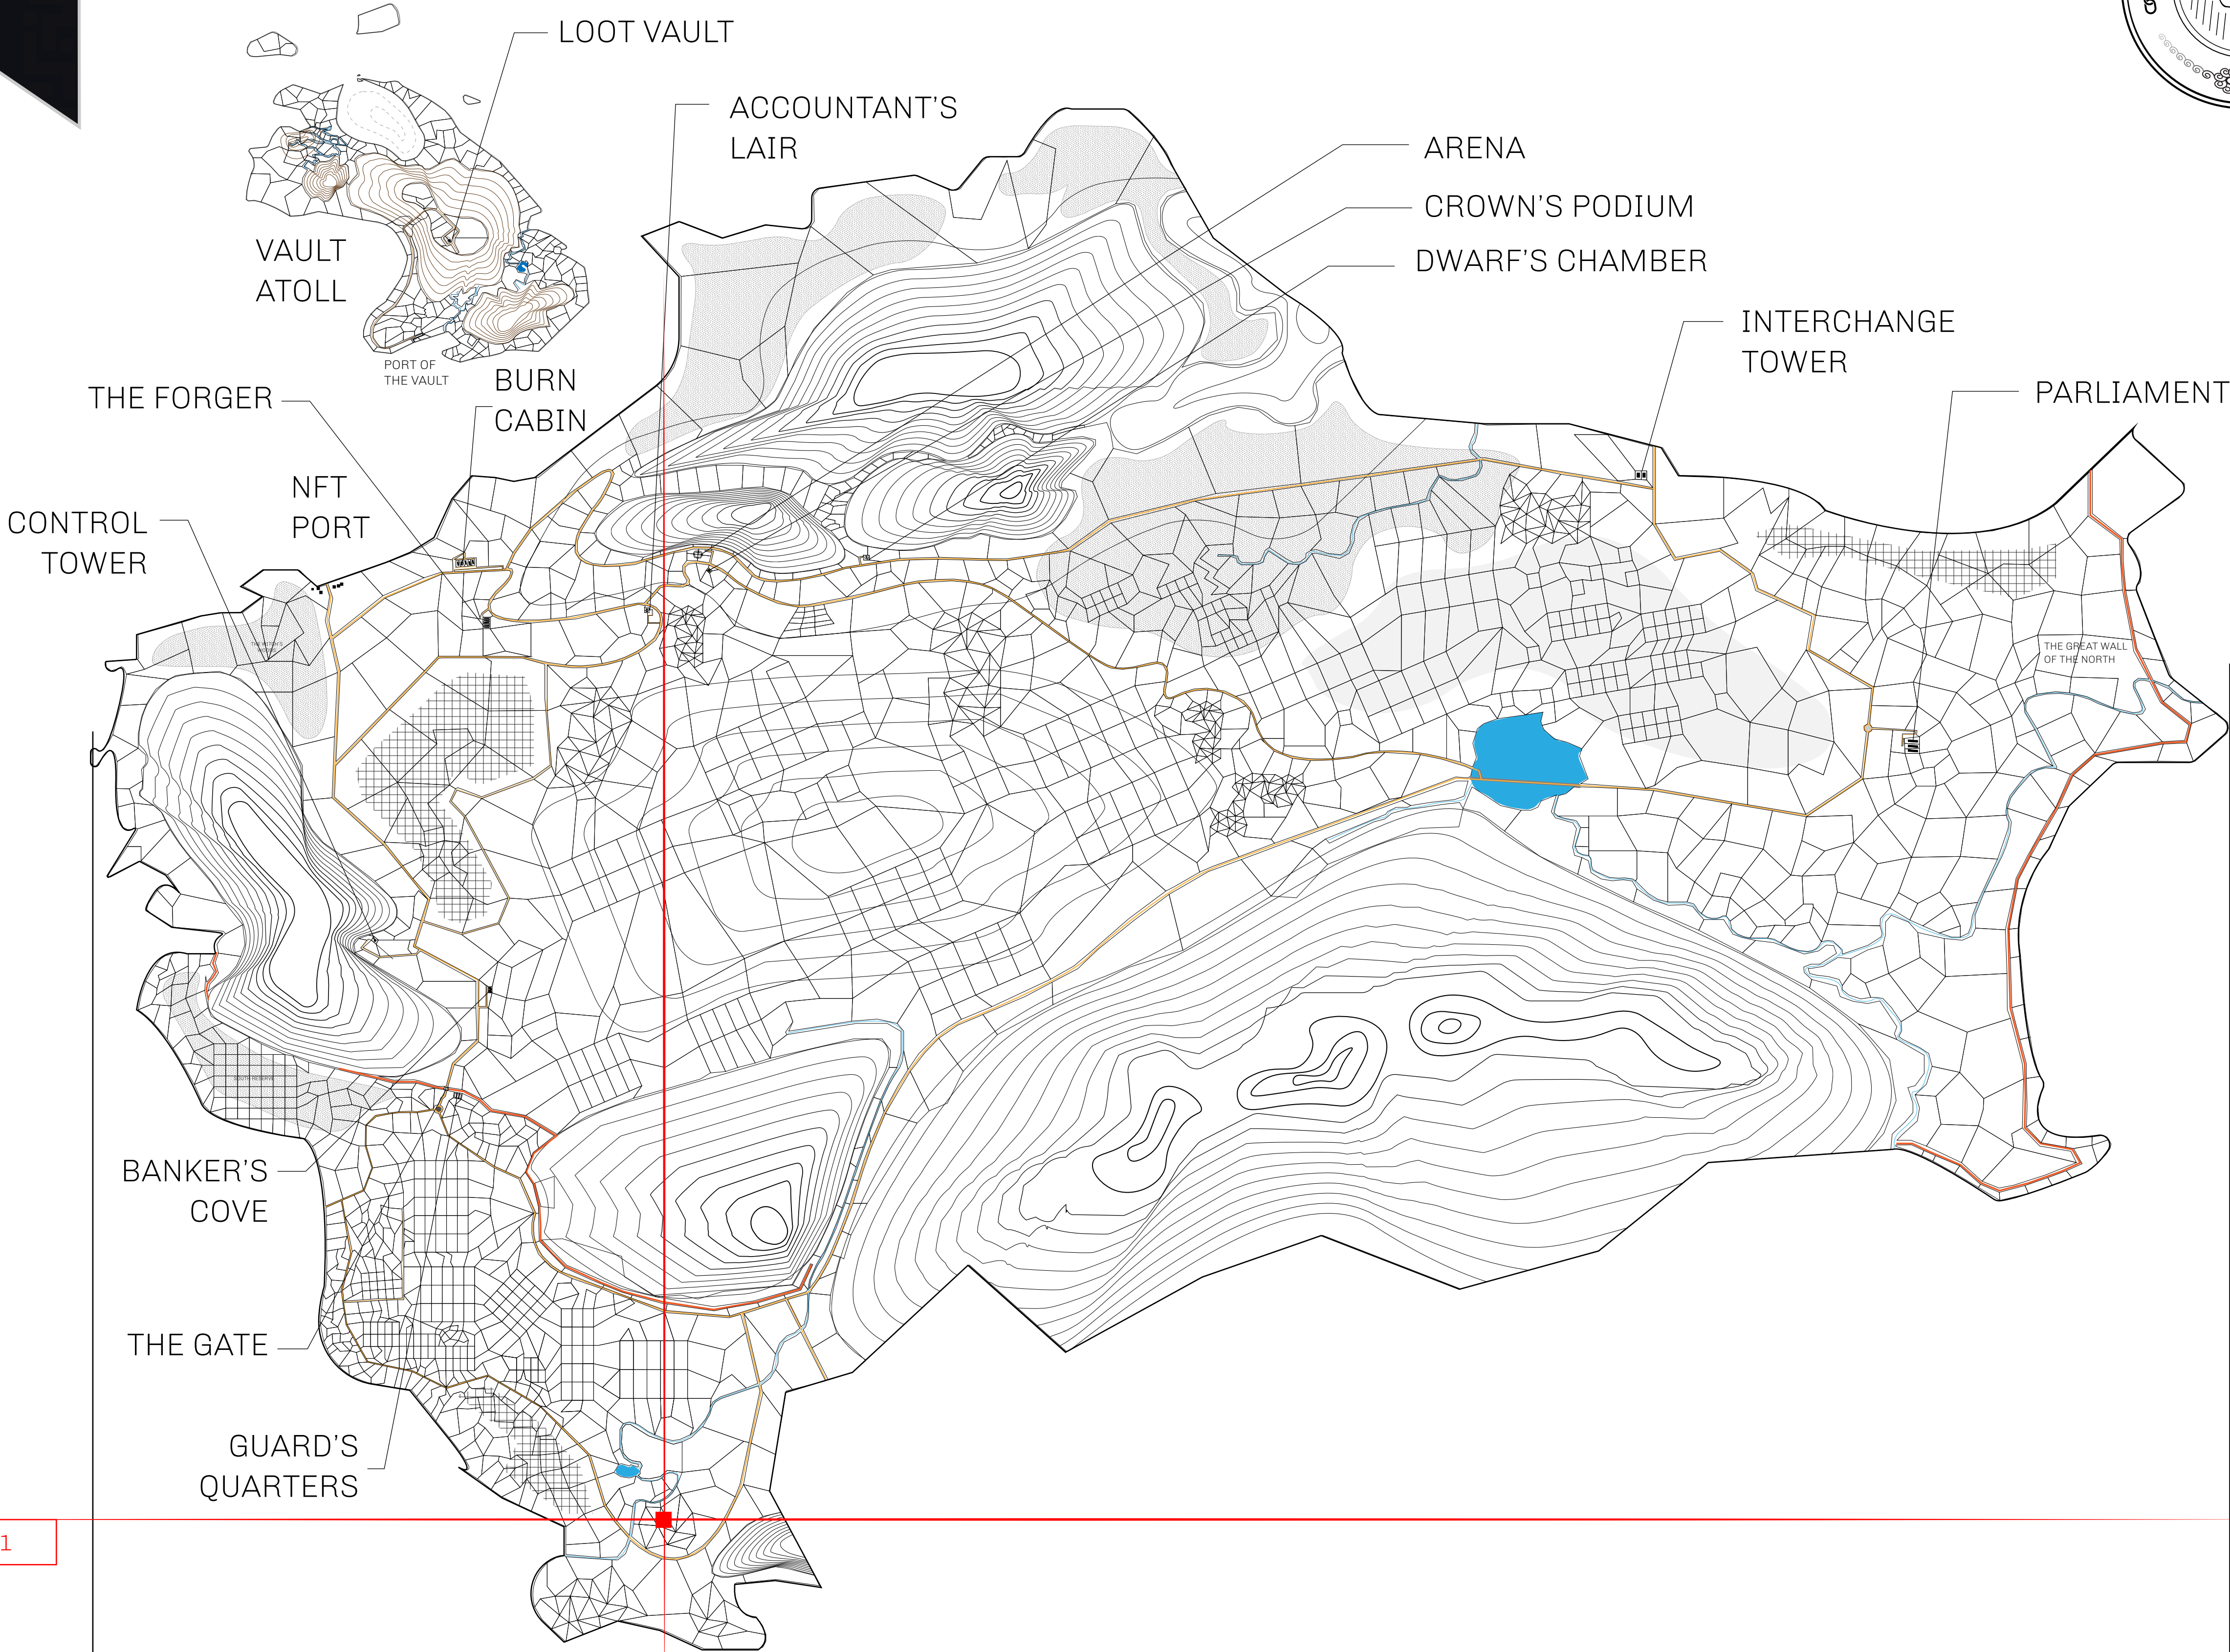 LOOT VAULT
ACCOUNTANT'S
LAIR
ARENA
CROWN'S PODIUM
DWARF'S CHAMBER
VAULT
ATOLL
INTERCHANGE
TOWER
PORT OF
THE VAULT
BURN
CABIN
THE FORGER
PARLIAMENT
NFT
PORT
CONTROL
TOWER
THE GREAT WALL
OF THE NORTH
SOUTH RESERVE
BANKER'S
COVE
THE GATE
GUARD'S
QUARTERS
1